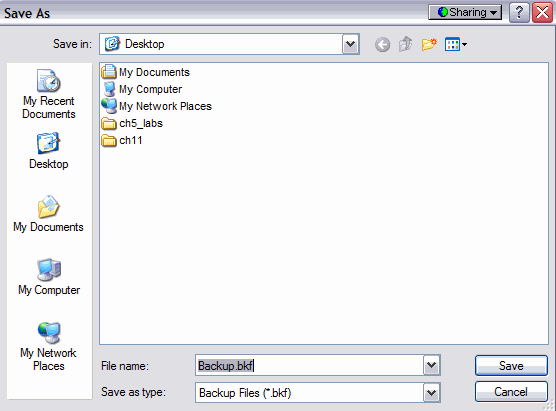 Save As
Sharing
Save in:
Desktop
My Recent
Documents
Desktop
My Documents
My Computer
My Network
Places
My Documents
My Computer
My Network Places
ch5_labs
ch11
File name:
Backup.bkf
Save
Save as type:
Backup Files (*.bkf)
Cancel